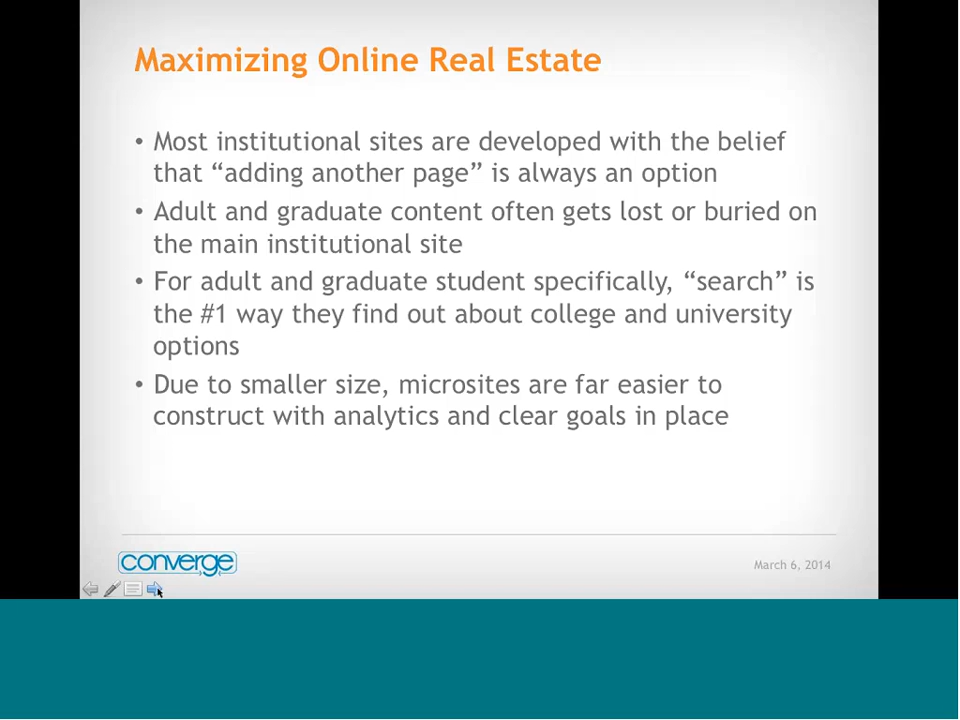 Maximizing Online Real Estate
• Most institutional sites are developed with the belief
that “adding another page” is always an option
• Adult and graduate content often gets lost or buried on
the main institutional site
• For adult and graduate student specifically, “search” is
the #1 way they find out about college and university
options
• Due to smaller size, microsites are far easier to
construct with analytics and clear goals in place
converge
March 6, 2014